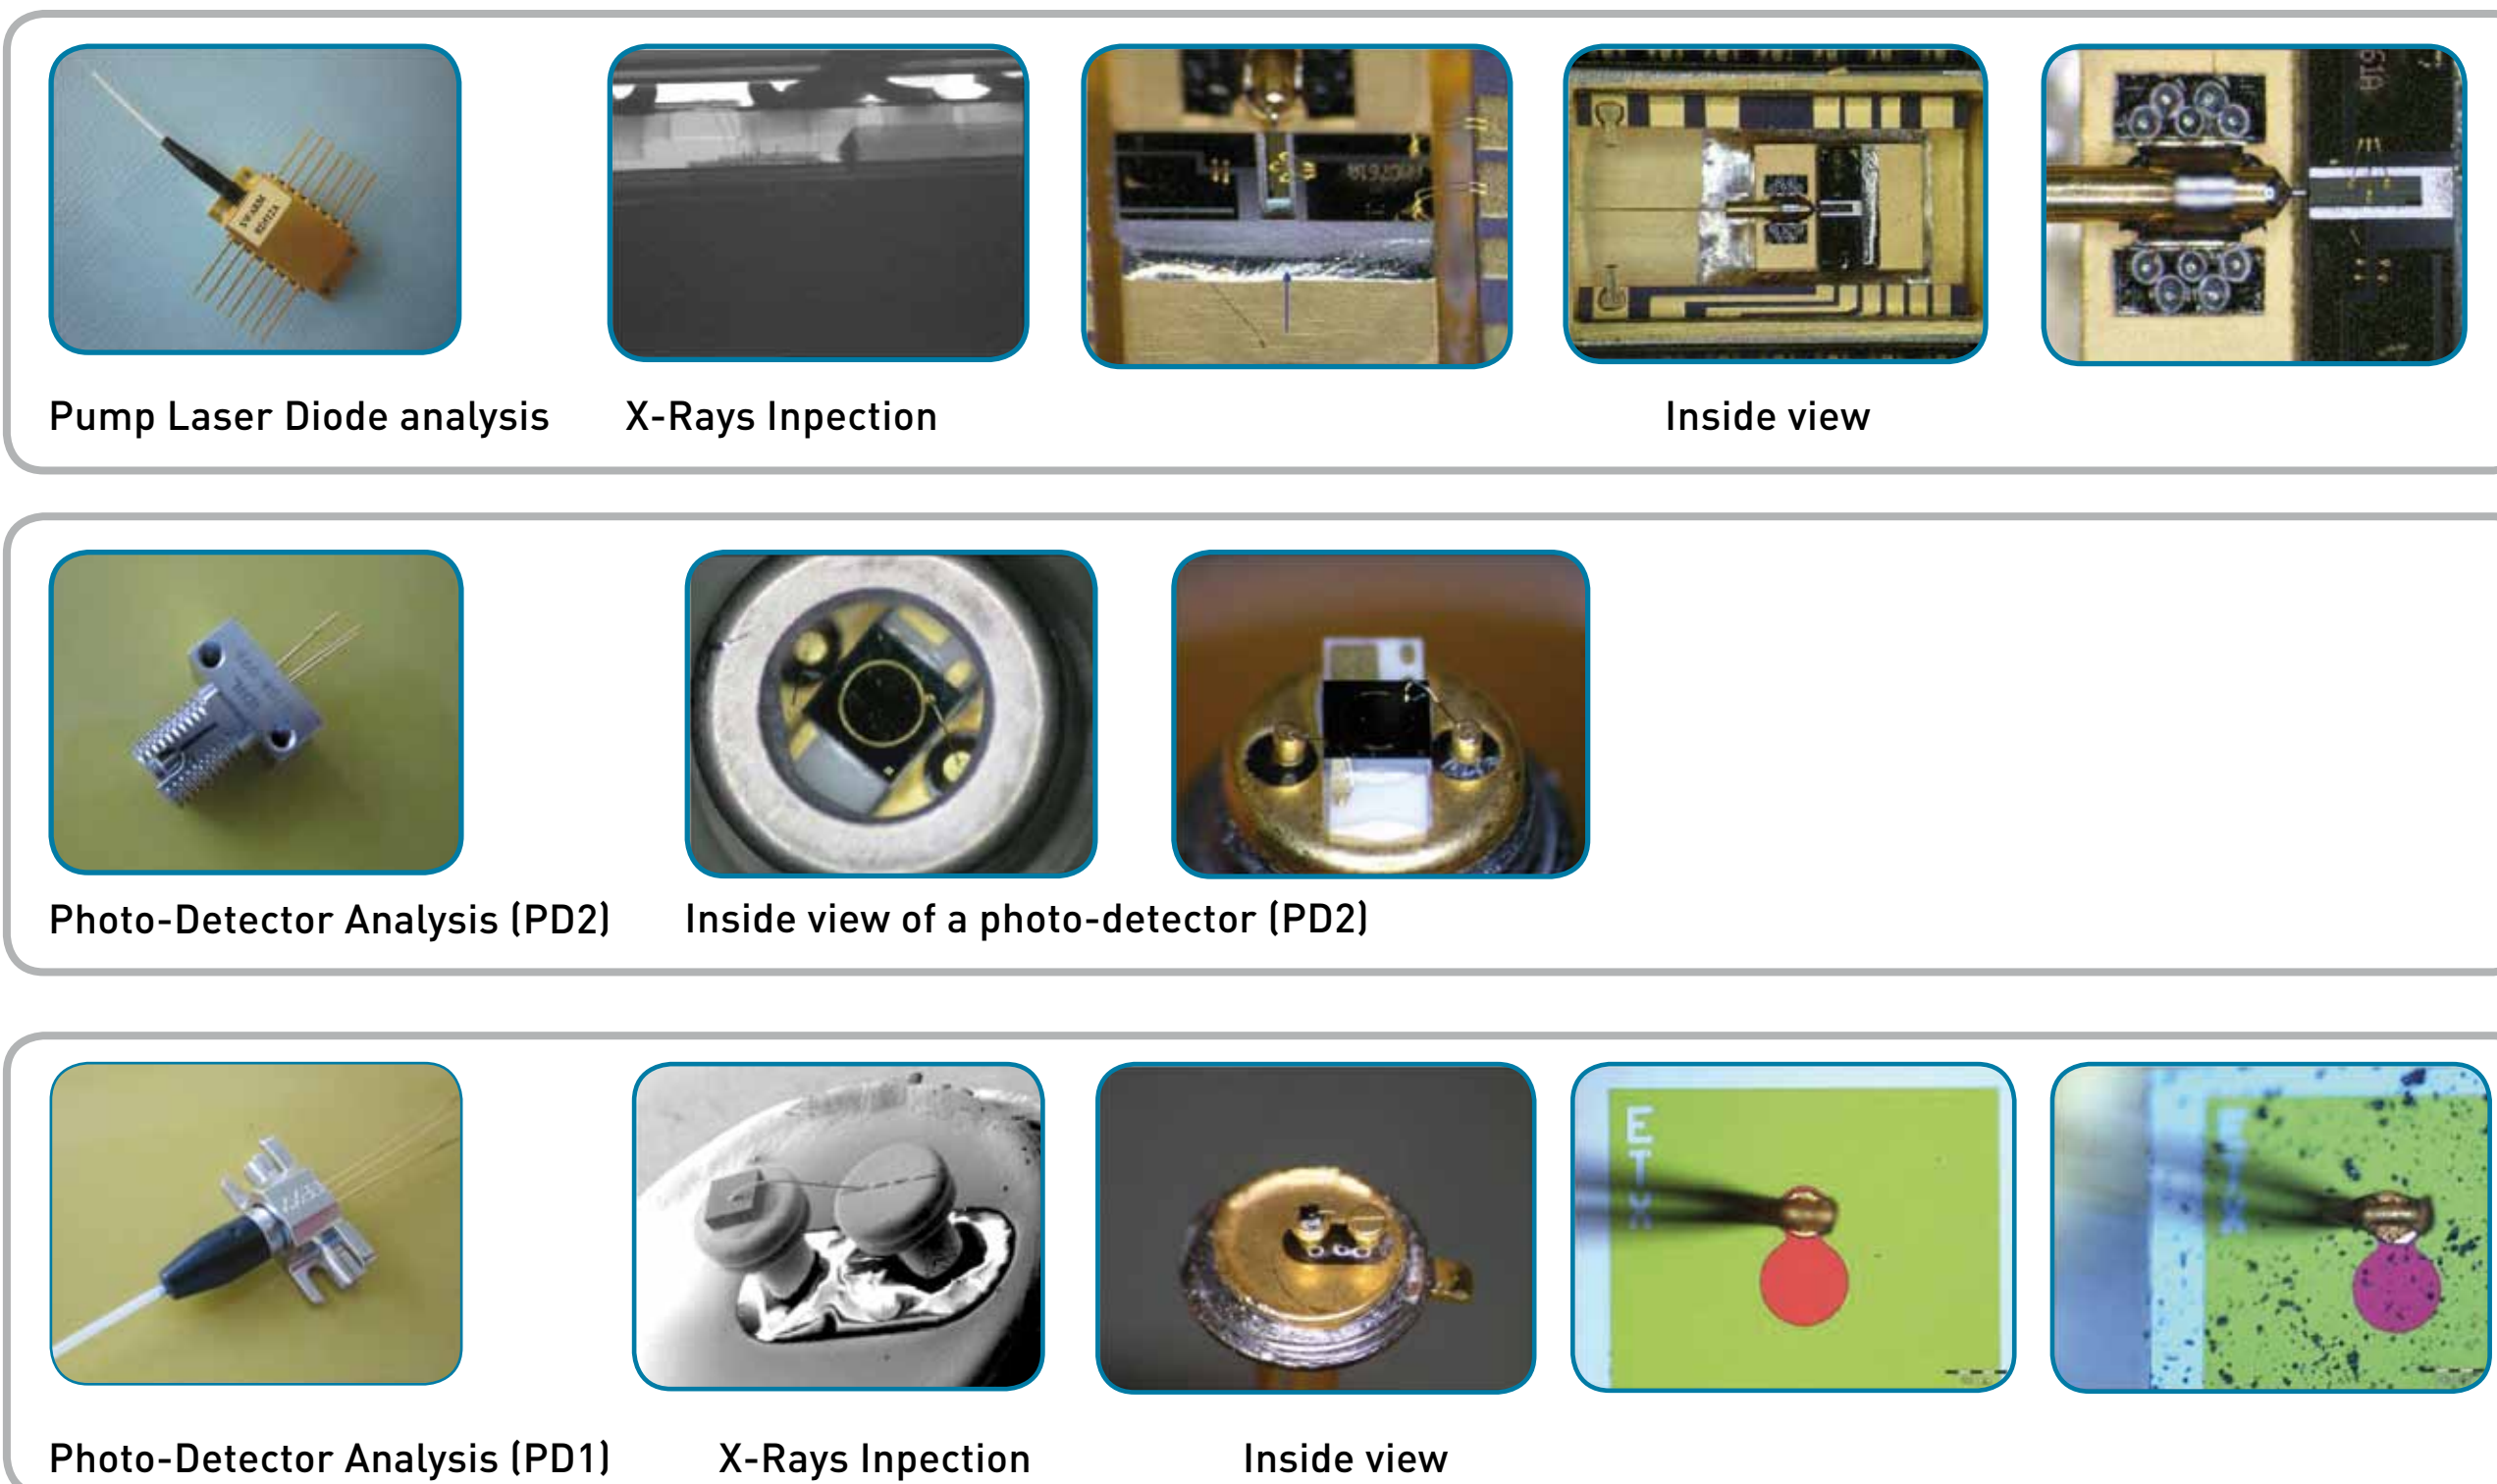 SWARM
Pump Laser Diode analysis
X-Rays Inpection
Inside view
Photo-Detector Analysis (PD2)
Inside view of a photo-detector (PD2)
E
T
X
Photo-Detector Analysis (PD1)
X-Rays Inpection
Inside view